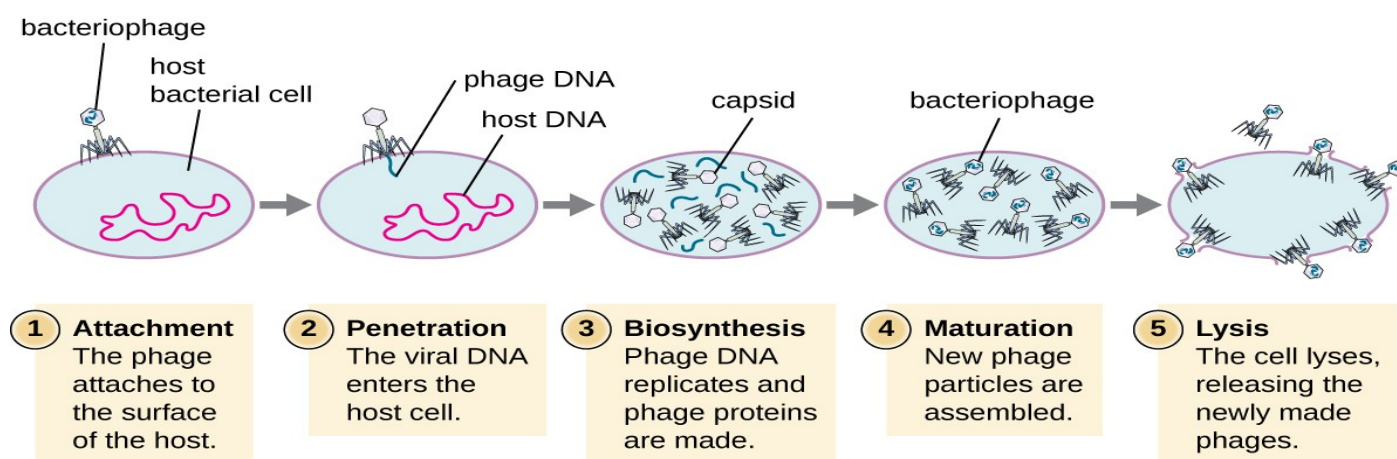 bacteriophage
host
bacterial cell
phage DNA
host DNA
capsid
bacteriophage
1 Attachment
The phage
attaches to
the surface
of the host.
2 Penetration
The viral DNA
enters the
host cell.
3 Biosynthesis
Phage DNA
replicates and
phage proteins
are made.
4 Maturation
New phage
particles are
assembled.
5 Lysis
The cell lyses,
releasing the
newly made
phages.